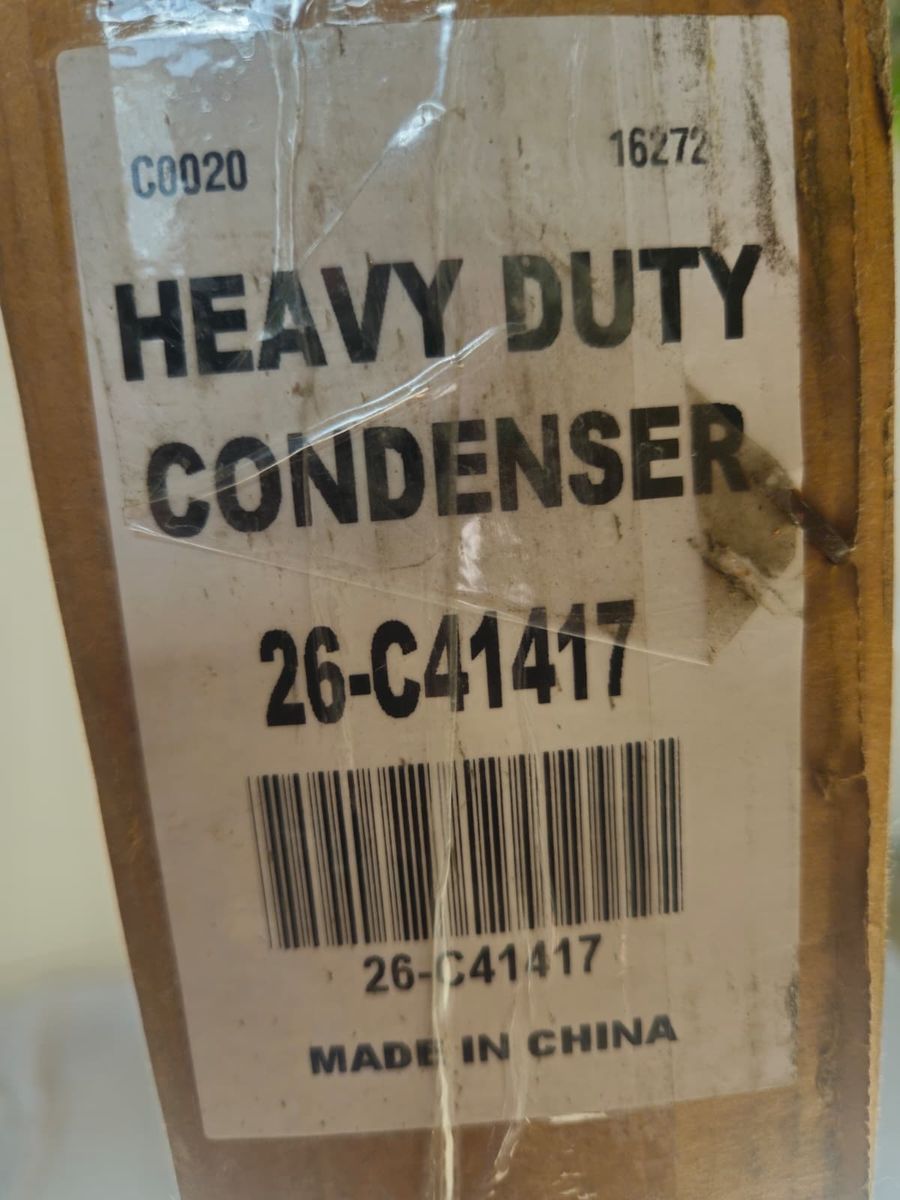 C0020 16272
HEAVY DUTY
CONDENSER
26-C41417
26-C41417
MADE IN CHINA